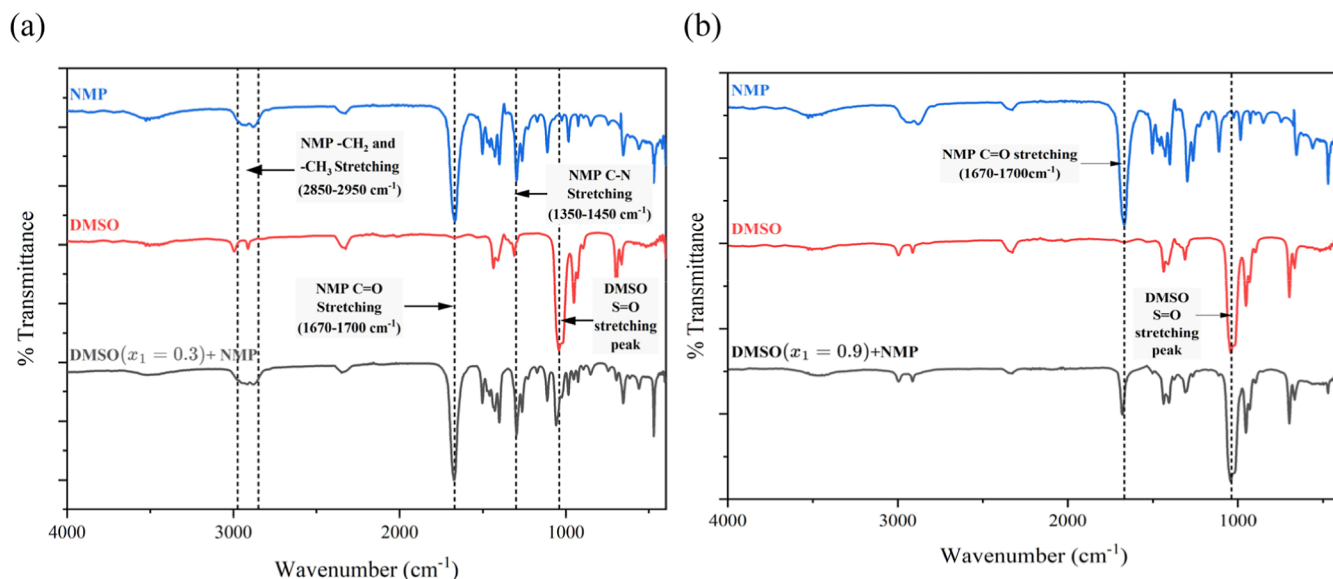 (a)
NMP
NMP -CH₂ and
-CH₃ Stretching
(2850-2950 cm⁻¹)
NMP C-N
Stretching
(1350-1450 cm⁻¹)
DMSO
NMP C=O
Stretching
(1670-1700 cm⁻¹)
DMSO
S=O
stretching
peak
DMSO(x₁ = 0.3)+ NMP
% Transmittance
4000 3000 2000 1000
Wavenumber (cm⁻¹)
(b)
NMP
NMP C=O stretching
(1670-1700cm⁻¹)
DMSO
DMSO
S=O
stretching
peak
DMSO(x₁ = 0.9)+NMP
% Transmittance
4000 3000 2000 1000
Wavenumber (cm⁻¹)